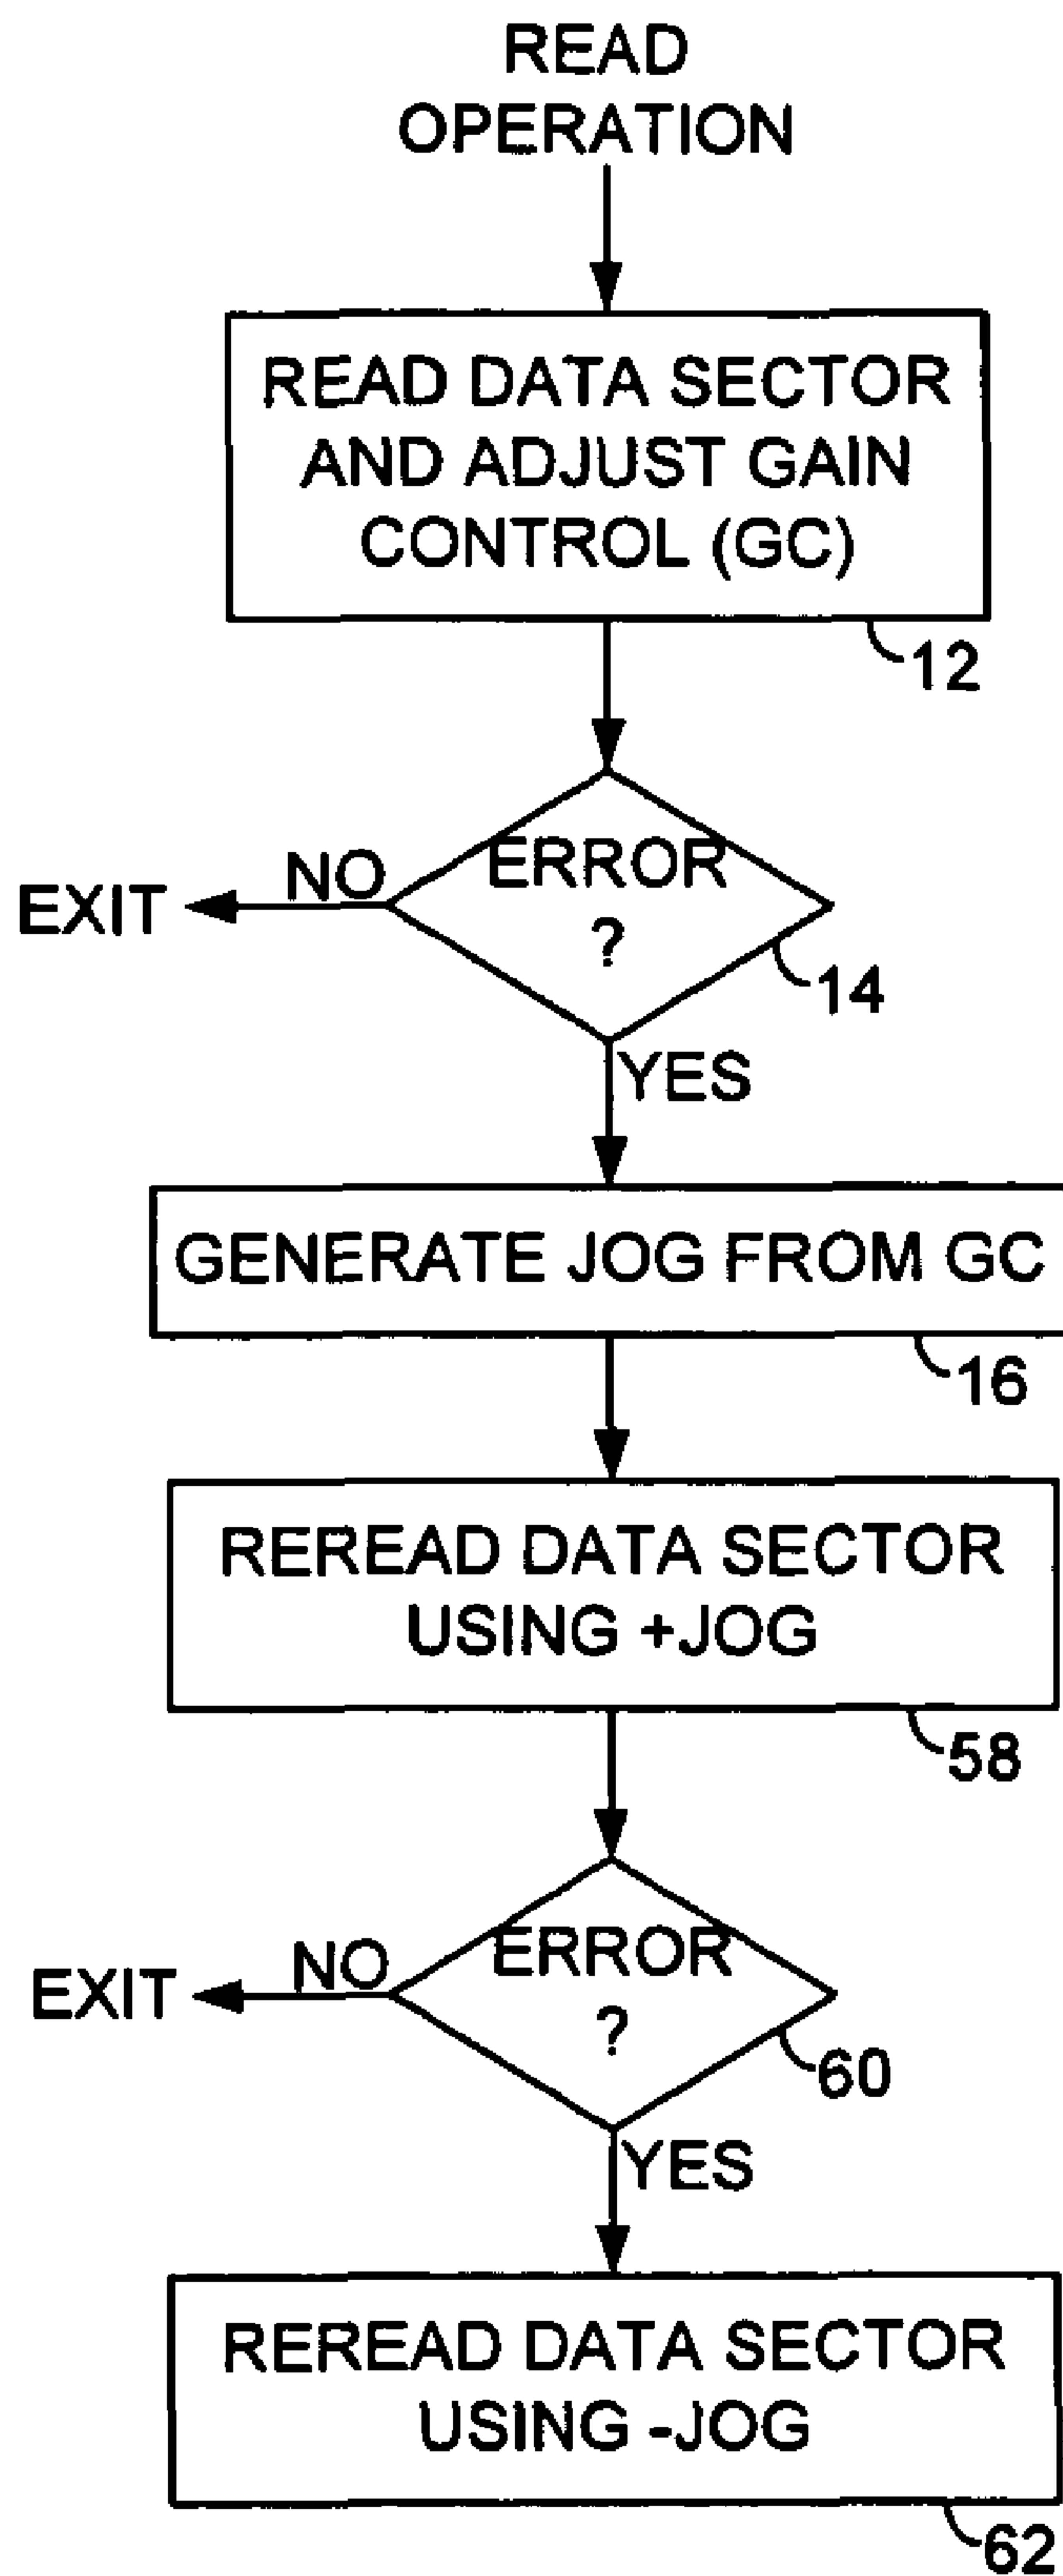 READ
OPERATION
READ DATA SECTOR
AND ADJUST GAIN
CONTROL (GC)
12
ERROR
?
NO
EXIT
14
YES
GENERATE JOG FROM GC
16
REREAD DATA SECTOR
USING +JOG
58
ERROR
?
NO
EXIT
60
YES
REREAD DATA SECTOR
USING -JOG
62